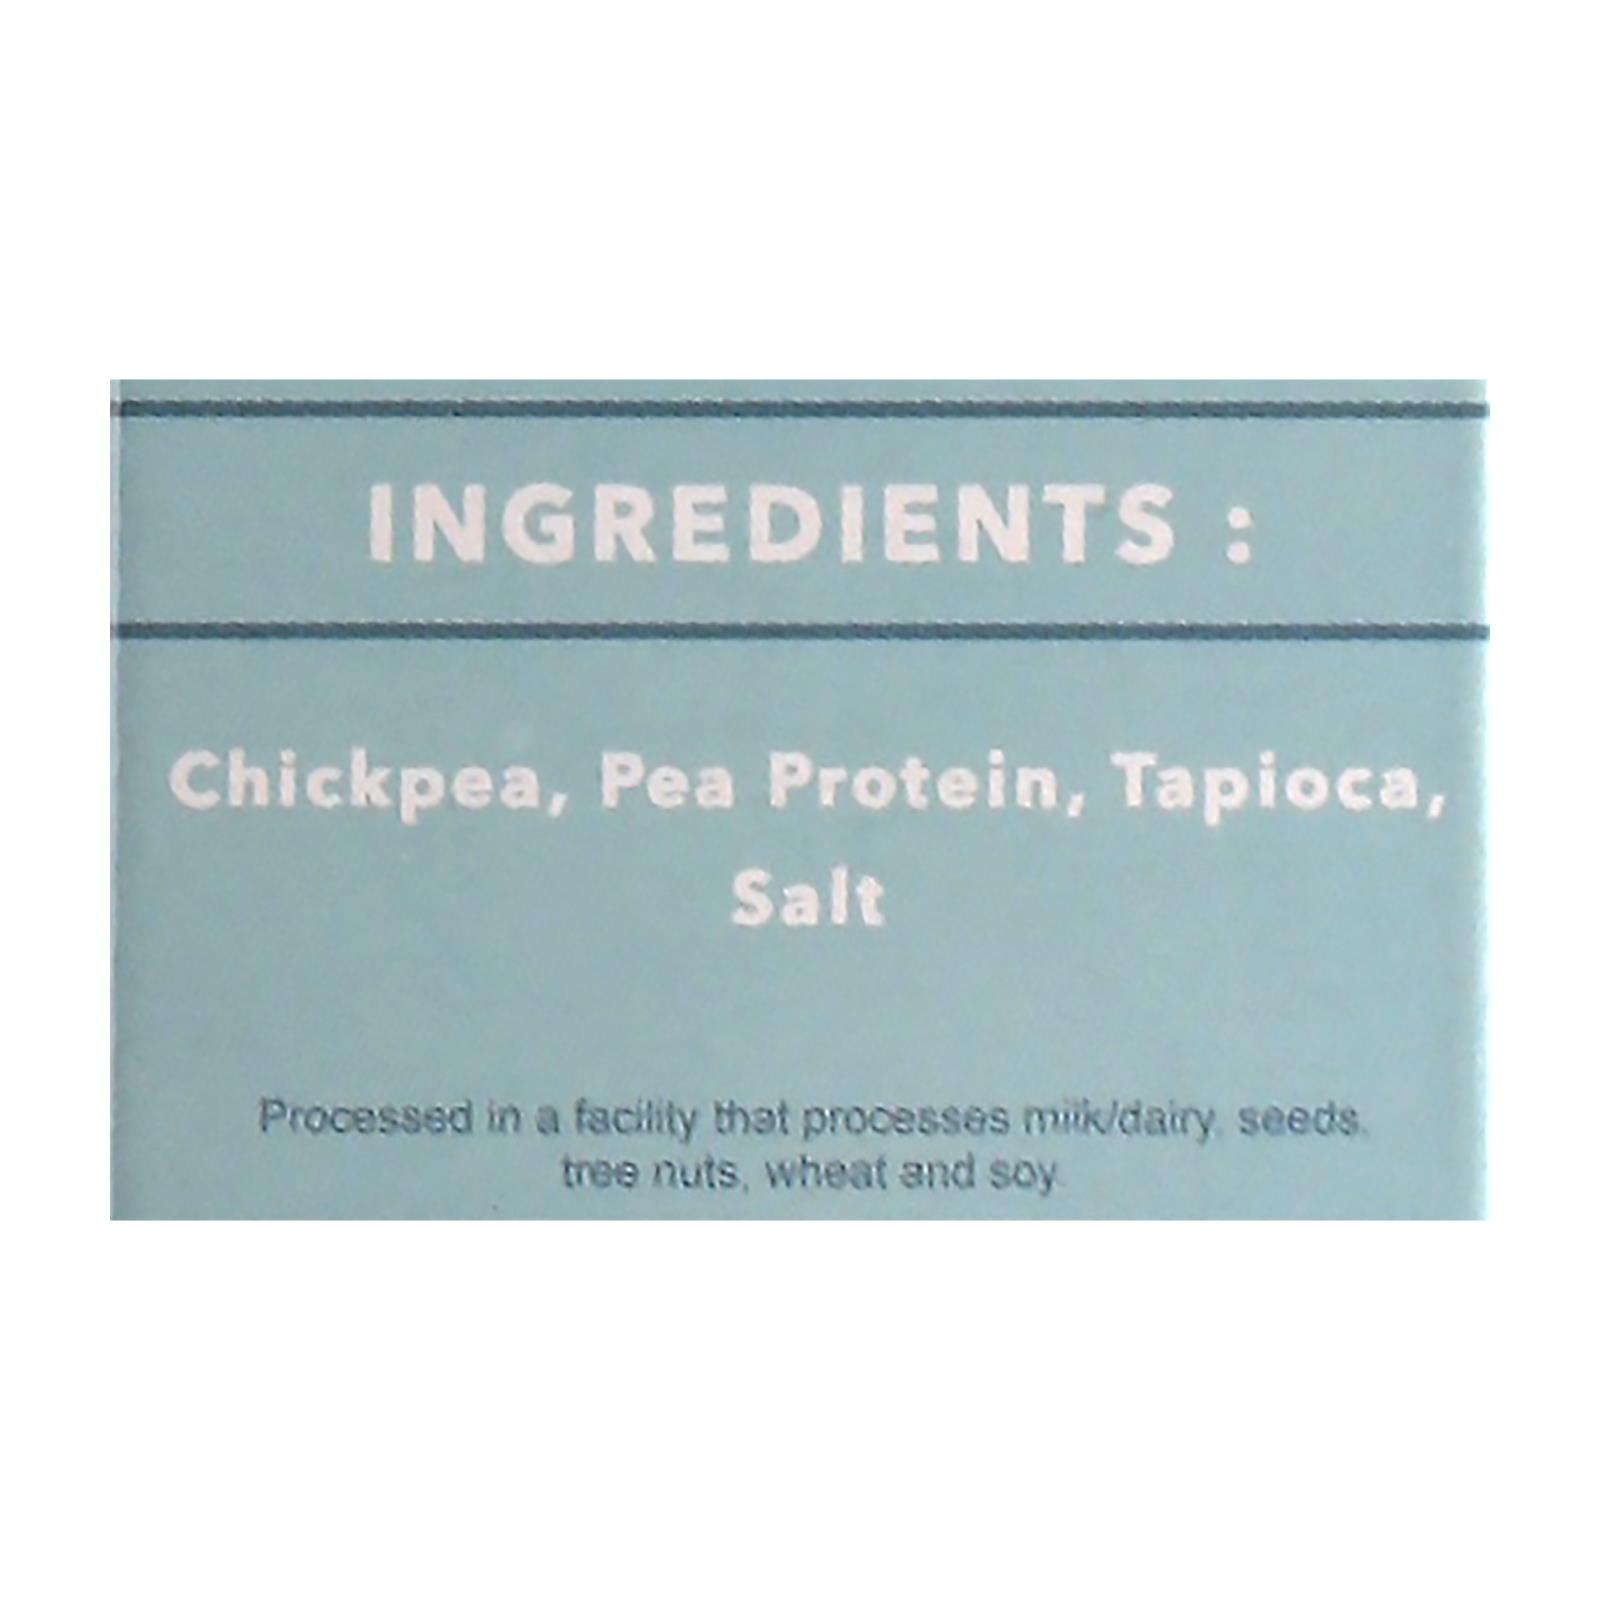 INGREDIENTS :
Chickpea, Pea Protein, Tapioca,
Salt
Processed in a facility that processes milk/dairy, seeds,
tree nuts, wheat and soy.